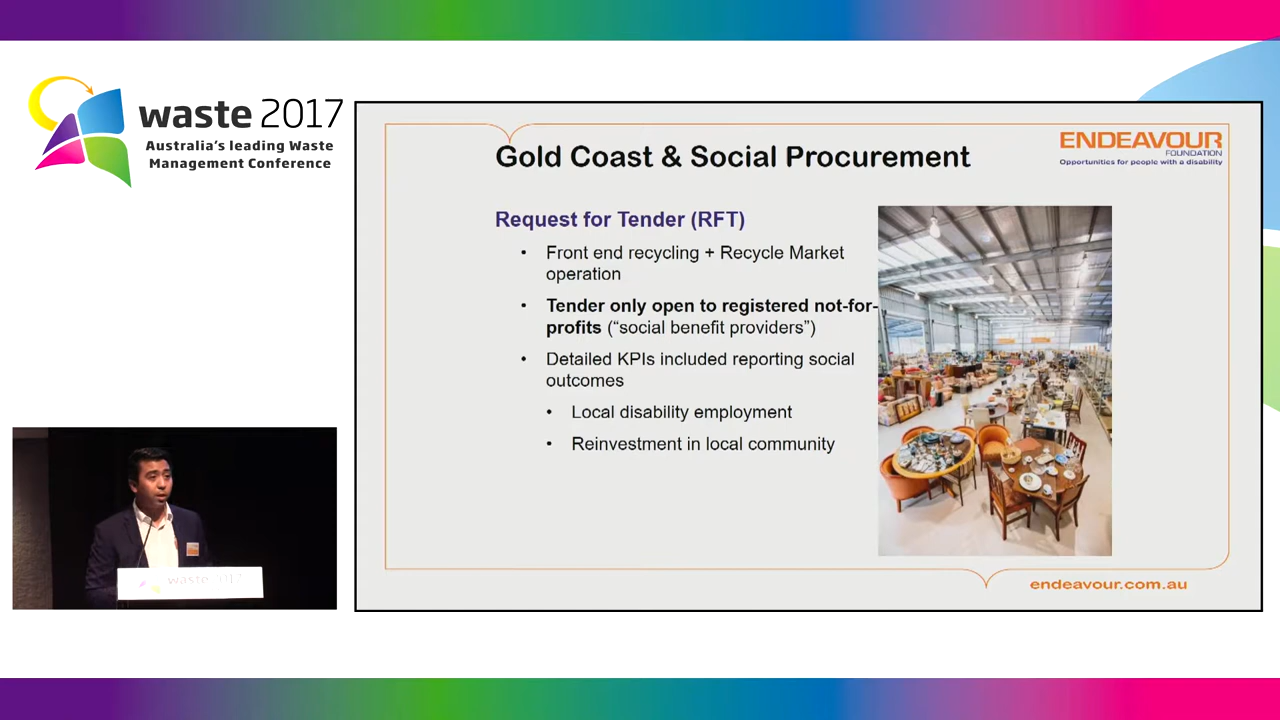 waste 2017
Australia's leading Waste
Management Conference
Gold Coast & Social Procurement
ENDEAVOUR
FOUNDATION
Opportunities for people with a disability
Request for Tender (RFT)
• Front end recycling + Recycle Market
operation
• Tender only open to registered not-for-
profits (“social benefit providers”)
• Detailed KPIs included reporting social
outcomes
• Local disability employment
• Reinvestment in local community
endeavour.com.au
waste 2017